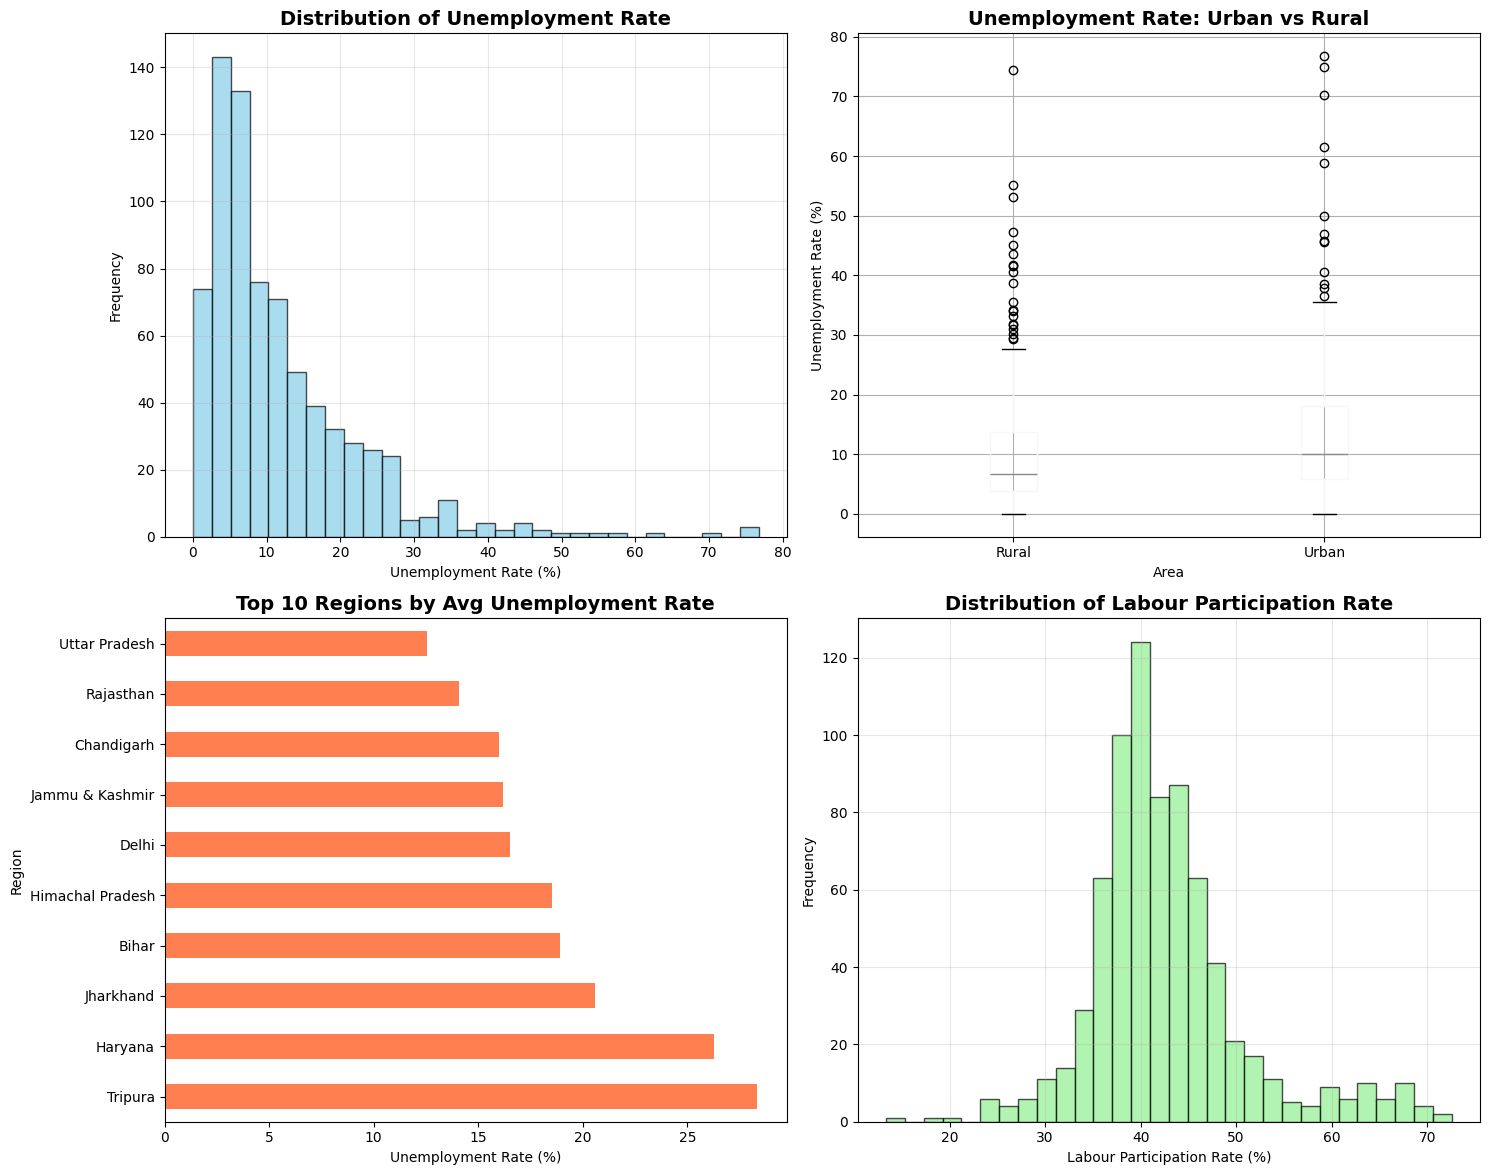 Distribution of Unemployment Rate
140
120
100
80
60
40
20
0
Frequency
0 10 20 30 40 50 60 70 80
Unemployment Rate (%)
Unemployment Rate: Urban vs Rural
80
70
60
50
40
30
20
10
0
Unemployment Rate (%)
Rural Urban
Area
Top 10 Regions by Avg Unemployment Rate
Uttar Pradesh
Rajasthan
Chandigarh
Jammu & Kashmir
Delhi
Himachal Pradesh
Bihar
Jharkhand
Haryana
Tripura
Region
0 5 10 15 20 25
Unemployment Rate (%)
Distribution of Labour Participation Rate
120
100
80
60
40
20
0
Frequency
20 30 40 50 60 70
Labour Participation Rate (%)